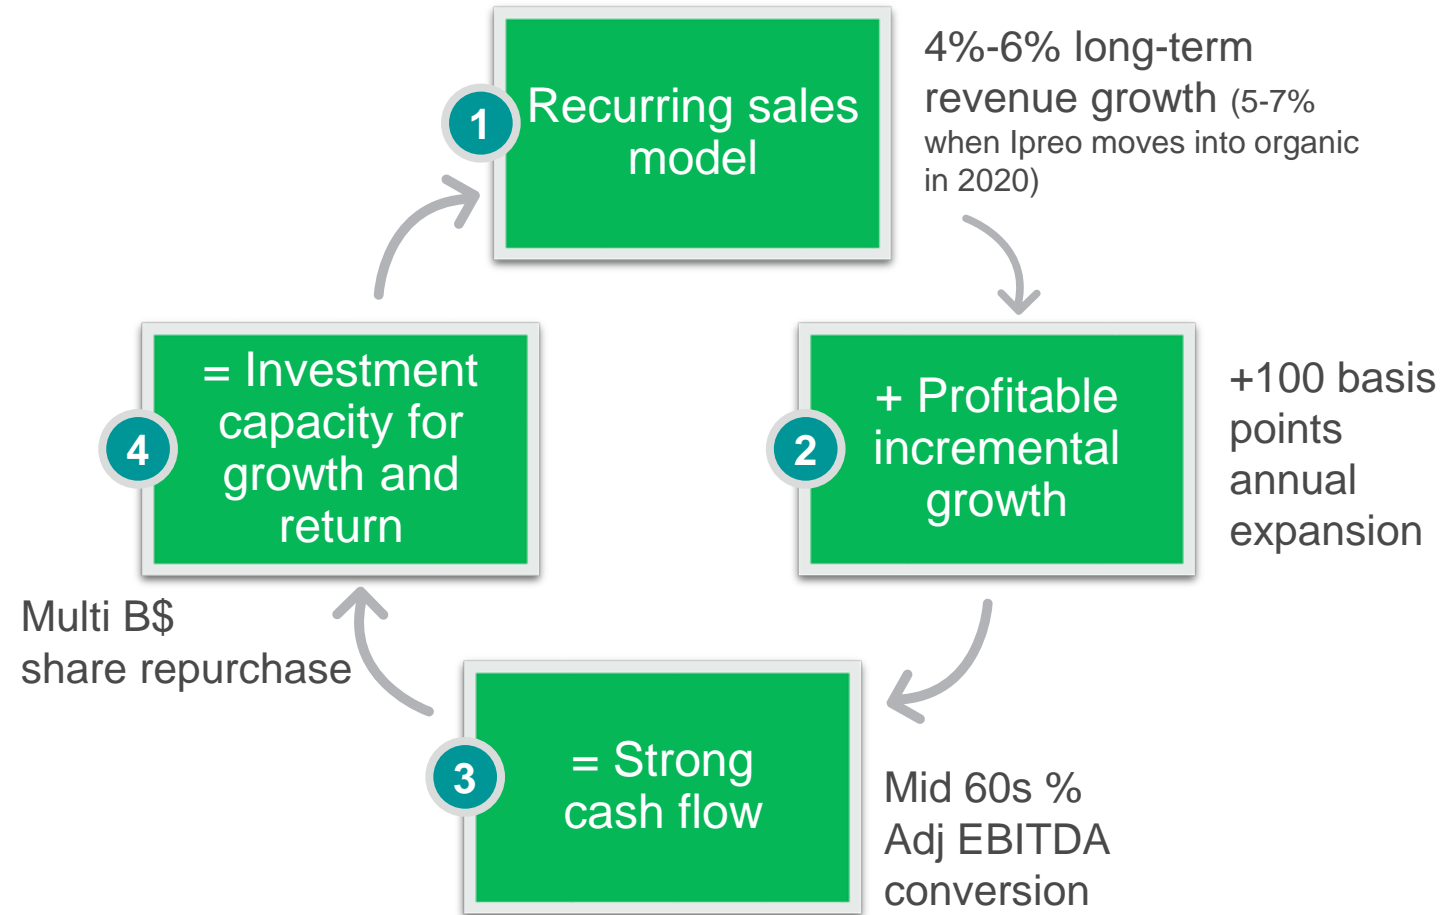 1
Recurring sales
model
4%-6% long-term
revenue growth (5-7%
when Ipreo moves into organic
in 2020)
2
+ Profitable
incremental
growth
+100 basis
points
annual
expansion
3
= Strong
cash flow
Mid 60s %
Adj EBITDA
conversion
4
= Investment
capacity for
growth and
return
Multi B$
share repurchase